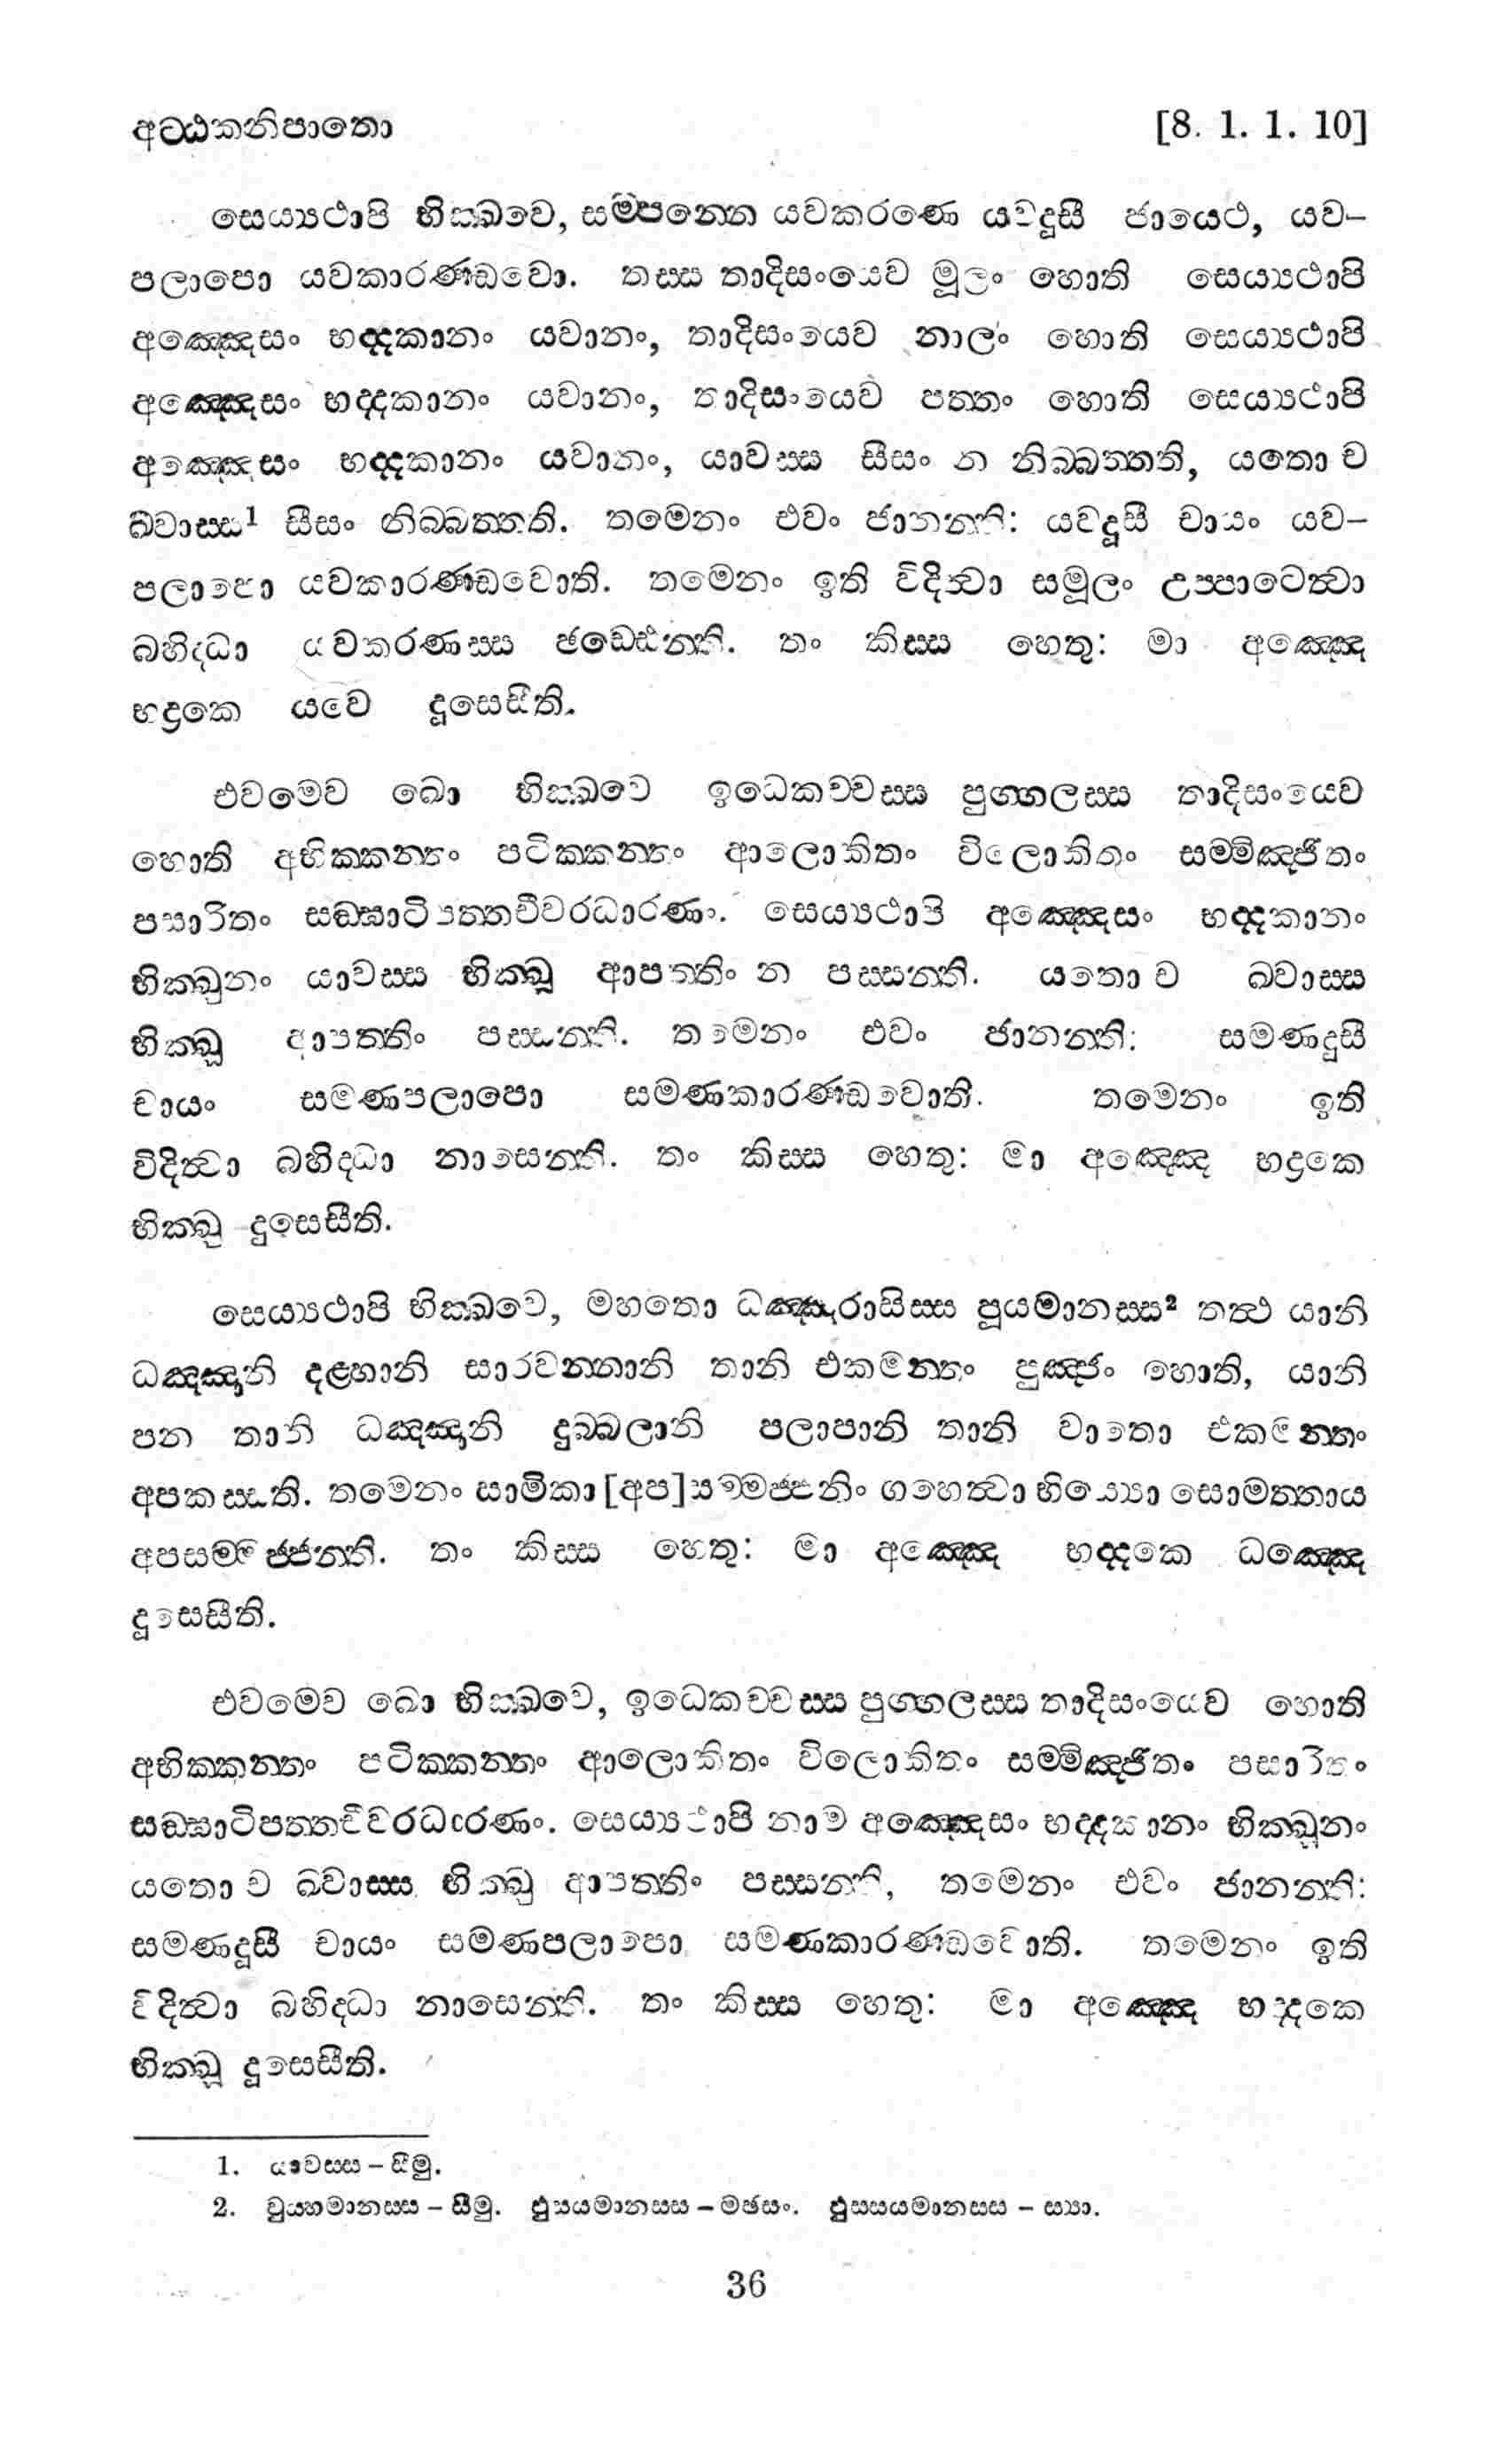 අට්ඨකනිපාතො [8. 1. 1. 10]
සෙය්‍යථාපි භික්ඛවෙ, සම්පන්නෙ යවකරණෙ යවදූසී ජායෙථ, යව-
පලාපො යවකාරණ්ඩවො. තස්ස තාදිසංයෙව මූලං හොති සෙය්‍යථාපි
අඤ්ඤෙසං භද්දකානං යවානං, තාදිසංයෙව නාලං හොති සෙය්‍යථාපි
අඤ්ඤෙසං භද්දකානං යවානං, තාදිසංයෙව පත්තං හොති සෙය්‍යථාපි
අඤ්ඤෙසං භද්දකානං යවානං, යාවස්ස සීසං න නිබ්බත්තති, යතො ච
ඛ්වාස්ස1 සීසං නිබ්බත්තති. තමෙනං එවං ජානන්ති: යවදූසී චායං යව-
පලාපො යවකාරණ්ඩවොති. තමෙනං ඉති විදිත්වා සමූලං උප්පාටෙත්වා
බහිද්ධා යවකරණස්ස ඡඩ්ඩෙන්ති. තං කිස්ස හෙතු: මා අඤ්ඤෙ
භද්‍රකෙ යවෙ දූසෙසීති.
එවමෙව ඛො භික්ඛවෙ ඉධෙකච්චස්ස පුග්ගලස්ස තාදිසංයෙව
හොති අභික්කන්තං පටික්කන්තං ආලොකිතං විලොකිතං සම්මිඤ්ජිතං
පසාරිතං සඞ්ඝාටිපත්තචීවරධාරණං. සෙය්‍යථාපි අඤ්ඤෙසං භද්දකානං
භික්ඛුනං යාවස්ස භික්ඛූ ආපත්තිං න පස්සන්ති. යතො ච ඛ්වාස්ස
භික්ඛූ ආපත්තිං පස්සන්ති. තමෙනං එවං ජානන්ති: සමණදූසී
චායං සමණපලාපො සමණකාරණ්ඩවොති. තමෙනං ඉති
විදිත්වා බහිද්ධා නාසෙන්ති. තං කිස්ස හෙතු: මා අඤ්ඤෙ භද්‍රකෙ
භික්ඛු දුසෙසීති.
සෙය්‍යථාපි භික්ඛවෙ, මහතො ධඤ්ඤරාසිස්ස පූයමානස්ස² තත්ථ යානි
ධඤ්ඤානි දළ්හානි සාරවන්තානි තානි එකමන්තං පුඤ්ජං හොති, යානි
පන තානි ධඤ්ඤානි දුබ්බලානි පලාපානි තානි වාතො එකමන්තං
අපකස්සති. තමෙනං සාමිකා [අප]සම්මජ්ජනිං ගහෙත්වා භිය්‍යො සොමත්තාය
අපසම්මජ්ජන්ති. තං කිස්ස හෙතු: මා අඤ්ඤෙ භද්දකෙ ධඤ්ඤෙ
දූසෙසීති.
එවමෙව ඛො භික්ඛවෙ, ඉධෙකච්චස්ස පුග්ගලස්ස තාදිසංයෙව හොති
අභික්කන්තං පටික්කන්තං ආලොකිතං විලොකිතං සම්මිඤ්ජිතං පසාරිතං
සඞ්ඝාටිපත්තචීවරධාරණං. සෙය්‍යථාපි නාම අඤ්ඤෙසං භද්දකානං භික්ඛූනං
යතො ච ඛ්වාස්ස භික්ඛු ආපත්තිං පස්සන්ති, තමෙනං එවං ජානන්ති:
සමණදූසී චායං සමණපලාපො සමණකාරණ්ඩවොති. තමෙනං ඉති
විදිත්වා බහිද්ධා නාසෙන්ති. තං කිස්ස හෙතු: මා අඤ්ඤෙ භද්දකෙ
භික්ඛූ දූසෙසීති.
1. යාවස්ස – සීමු.
2. වුය්හමානස්ස – සීමු. ඵුසයමානස්ස – මඡසං. ඵුස්සයමානස්ස – ස්‍යා.
36